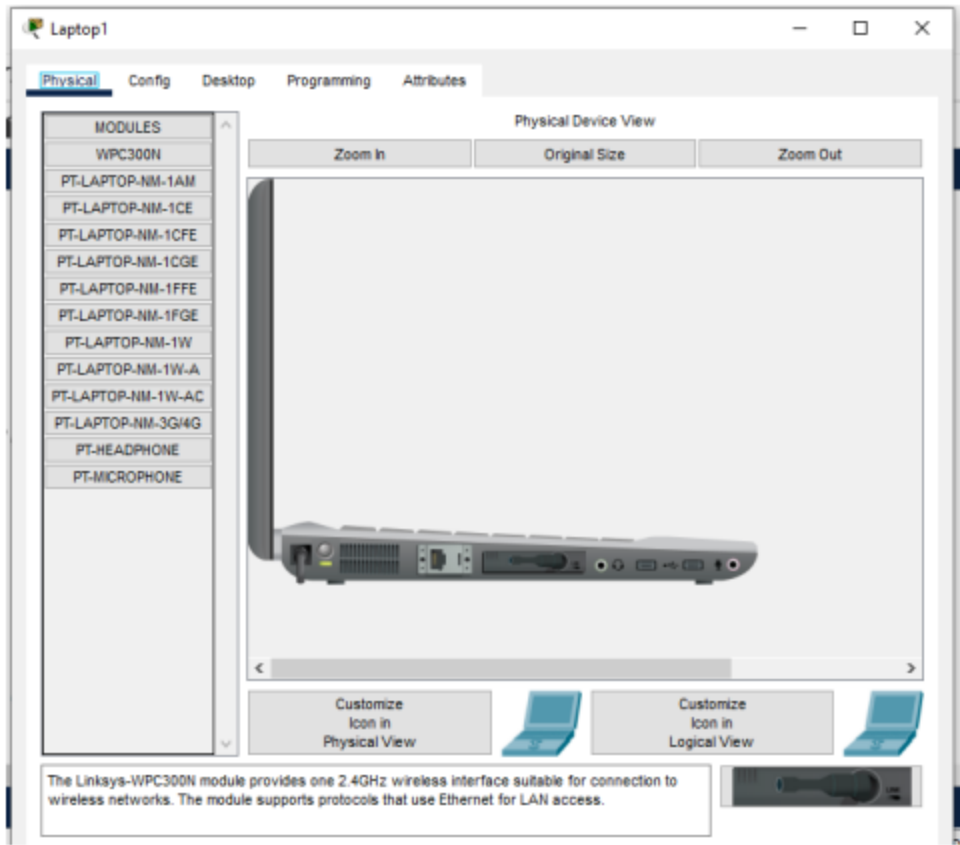 Laptop1
Physical Config Desktop Programming Attributes
MODULES
WPC300N
PT-LAPTOP-NM-1AM
PT-LAPTOP-NM-1CE
PT-LAPTOP-NM-1CFE
PT-LAPTOP-NM-1CGE
PT-LAPTOP-NM-1FFE
PT-LAPTOP-NM-1FGE
PT-LAPTOP-NM-1W
PT-LAPTOP-NM-1W-A
PT-LAPTOP-NM-1W-AC
PT-LAPTOP-NM-3G/4G
PT-HEADPHONE
PT-MICROPHONE
Physical Device View
Zoom In Original Size Zoom Out
Customize
Icon in
Physical View
Customize
Icon in
Logical View
The Linksys-WPC300N module provides one 2.4GHz wireless interface suitable for connection to
wireless networks. The module supports protocols that use Ethernet for LAN access.